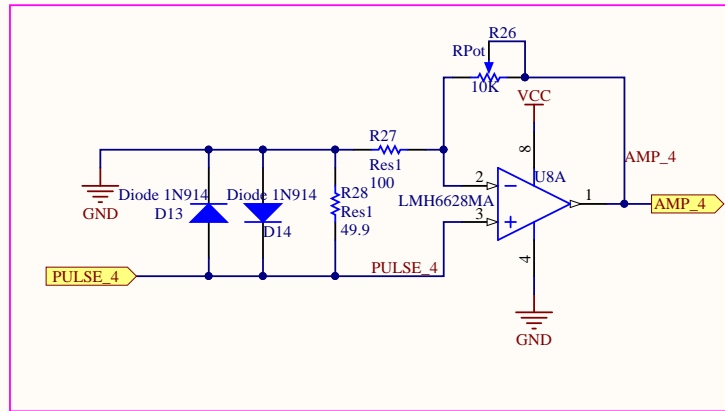 R26
RPot
10K
VCC
R27
8
AMP_4
Res1
100
2
U8A
Diode 1N914
Diode 1N914
R28
LMH6628MA
1
AMP_4
GND
D13
Res1
3
D14
49.9
PULSE_4
PULSE_4
4
GND